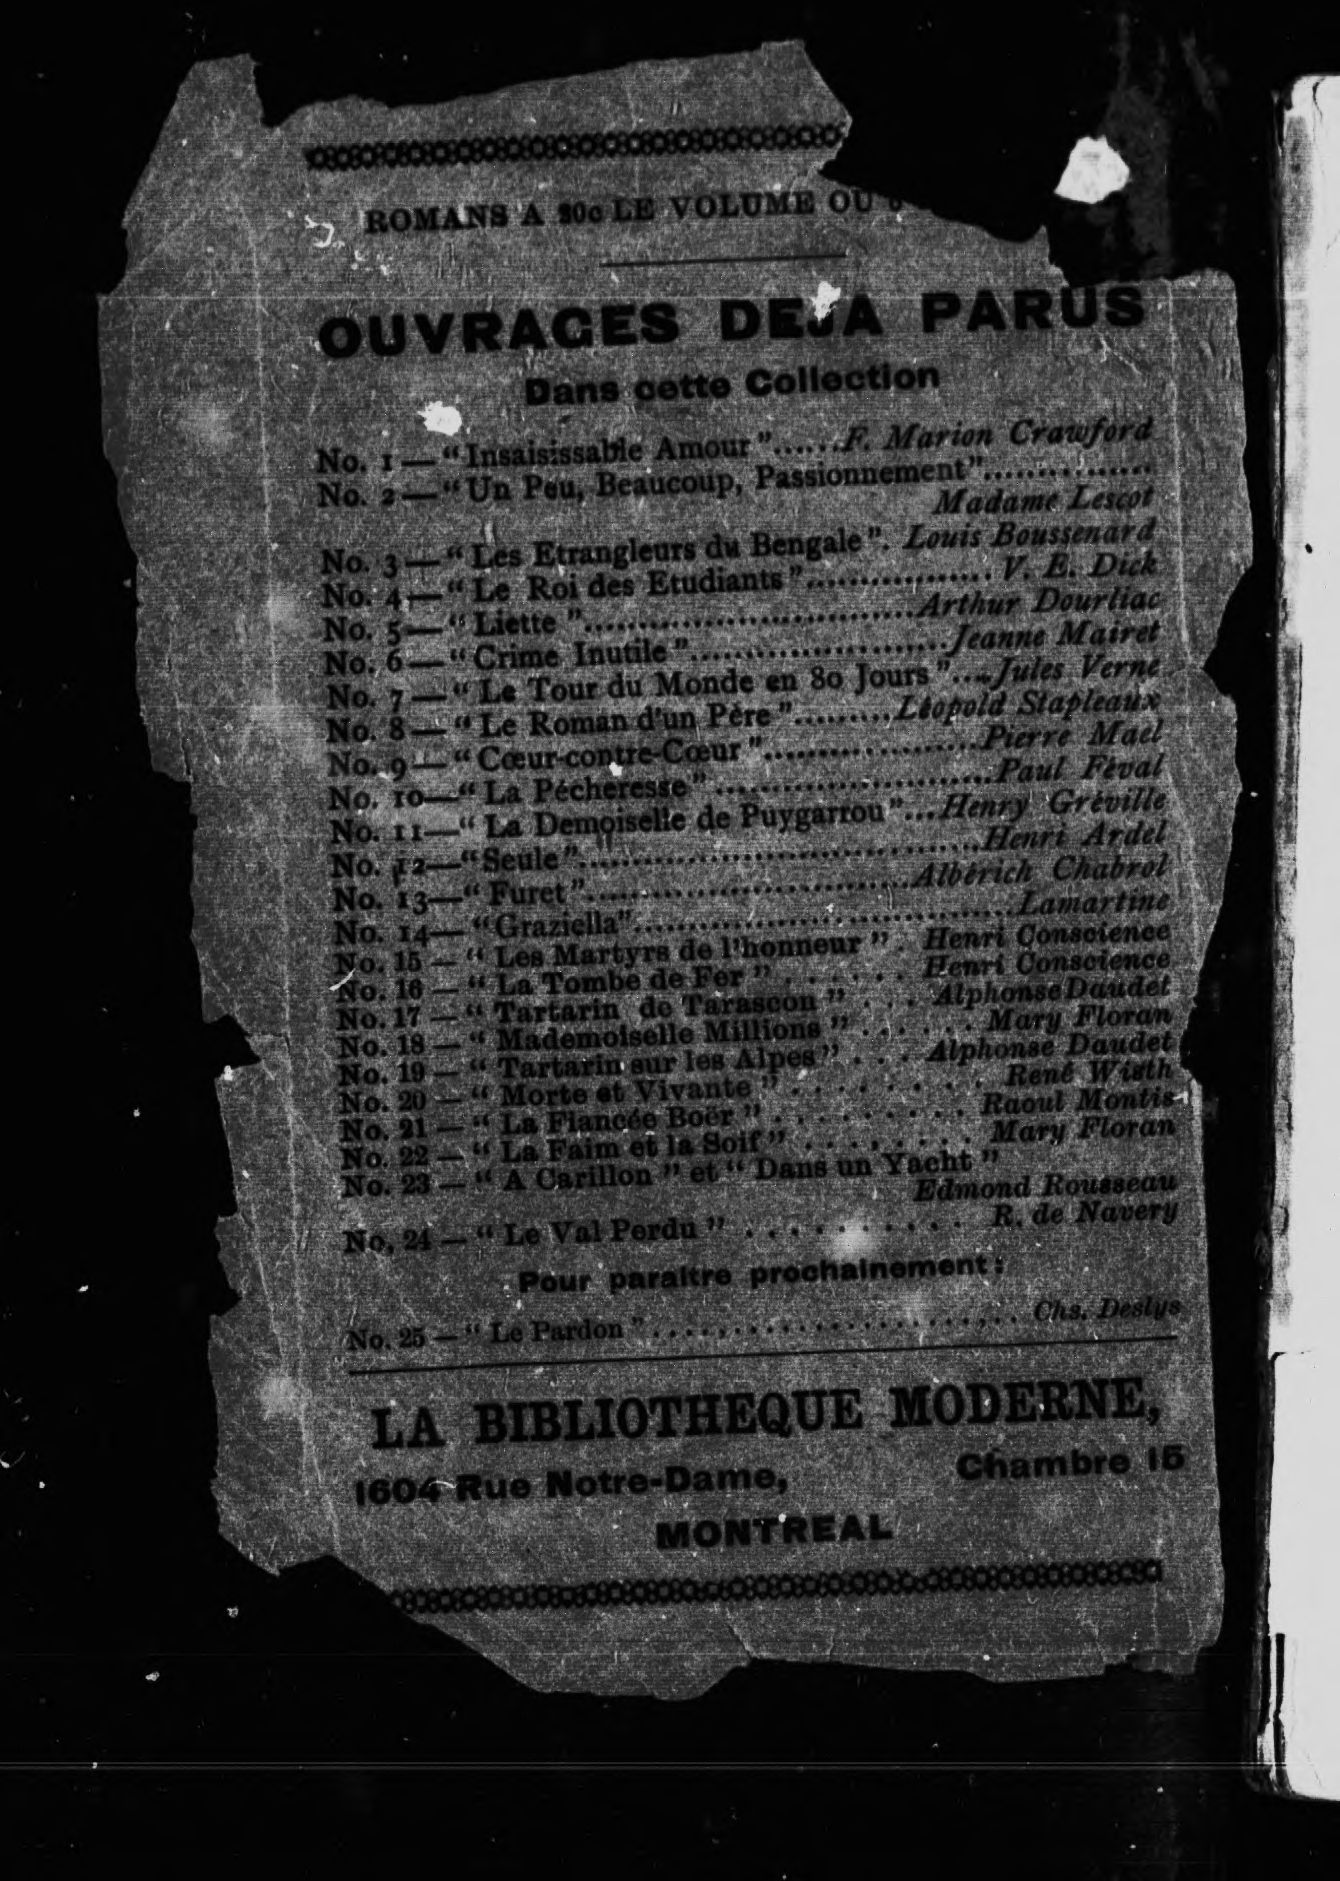 ROMANS A 20c LE VOLUME OU
OUVRAGES DEJA PARUS
Dans cette Collection
No. 1 — “Insaisissable Amour”......F. Marion Crawford
No. 2 — “Un Peu, Beaucoup, Passionnement”................
Madame Lescot
No. 3 — “Les Etrangleurs du Bengale”. Louis Boussenard
No. 4 — “Le Roi des Etudiants”.................. V. E. Dick
No. 5 — “Liette”................................Arthur Dourliac
No. 6 — “Crime Inutile”........................Jeanne Mairet
No. 7 — “Le Tour du Monde en 80 Jours”....Jules Verne
No. 8 — “Le Roman d'un Père”.........Léopold Stapleaux
No. 9 — “Cœur-contre-Cœur”....................Pierre Mael
No. 10 — “La Pécheresse”..........................Paul Féval
No. 11 — “La Demoiselle de Puygarrou”...Henry Gréville
No. 12 — “Seule”......................................Henri Ardel
No. 13 — “Furet”...............................Albérich Chabrol
No. 14 — “Graziella”....................................Lamartine
No. 15 — “Les Martyrs de l'honneur”. Henri Conscience
No. 16 — “La Tombe de Fer”. . . . . . Henri Conscience
No. 17 — “Tartarin de Tarascon”. . . Alphonse Daudet
No. 18 — “Mademoiselle Millions”. . . . . . Mary Floran
No. 19 — “Tartarin sur les Alpes”. . . Alphonse Daudet
No. 20 — “Morte et Vivante”. . . . . . . . . René Wisth
No. 21 — “La Fiancée Boër”. . . . . . . . . Raoul Montis
No. 22 — “La Faim et la Soif”. . . . . . . . Mary Floran
No. 23 — “A Carillon” et “Dans un Yacht”
Edmond Rousseau
No, 24 — “Le Val Perdu”. . . . . . . . . . R. de Navery
Pour paraitre prochainement:
No. 25 — “Le Pardon”. . . . . . . . . . . . . . . . . . . Chs. Deslys
LA BIBLIOTHEQUE MODERNE,
1604 Rue Notre-Dame, Chambre 15
MONTREAL